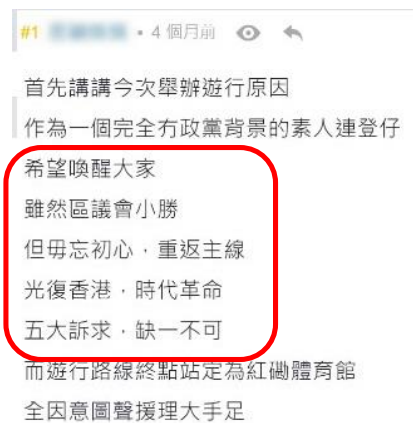 #1 • 4 個月前
首先講講今次舉辦遊行原因
作為一個完全冇政黨背景的素人連登仔
希望喚醒大家
雖然區議會小勝
但毋忘初心，重返主線
光復香港，時代革命
五大訴求，缺一不可
而遊行路線終點站定為紅磡體育館
全因意圖聲援理大手足